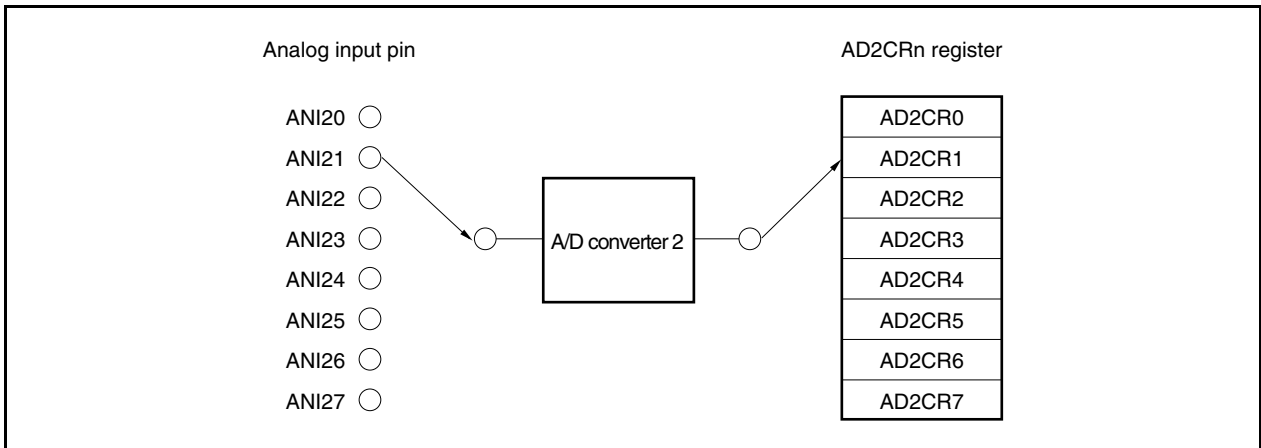 Analog input pin
AD2CRn register
ANI20
ANI21
ANI22
ANI23
ANI24
ANI25
ANI26
ANI27
A/D converter 2
AD2CR0
AD2CR1
AD2CR2
AD2CR3
AD2CR4
AD2CR5
AD2CR6
AD2CR7